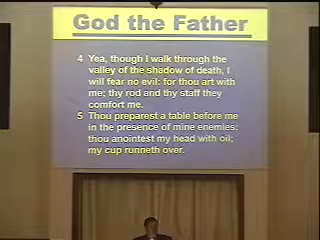 God the Father
4 Yea, though I walk through the
valley of the shadow of death, I
will fear no evil: for thou art with
me; thy rod and thy staff they
comfort me.
5 Thou preparest a table before me
in the presence of mine enemies:
thou anointest my head with oil;
my cup runneth over.